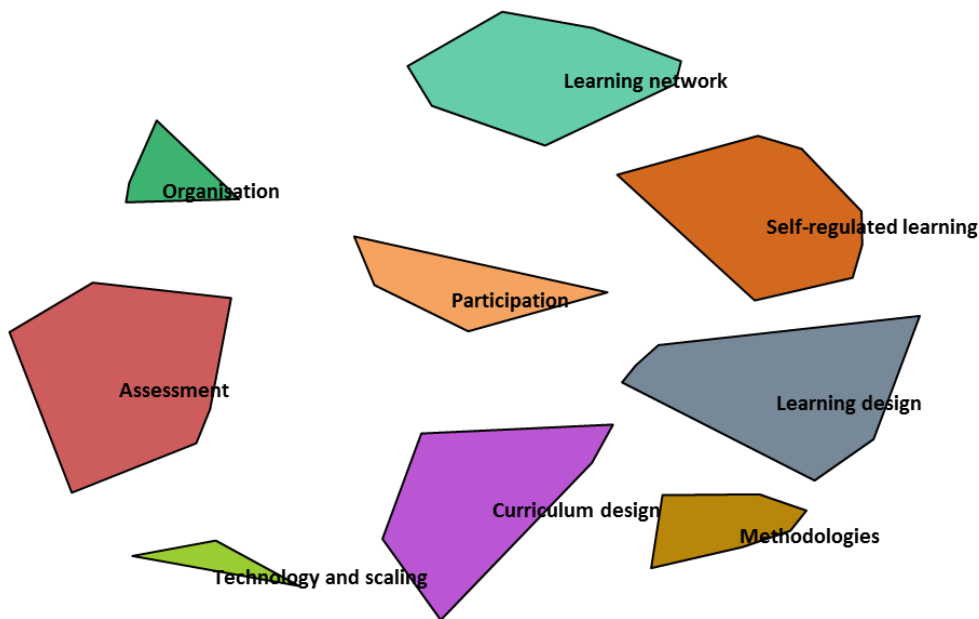 Learning network
Organisation
Self-regulated learning
Participation
Assessment
Learning design
Curriculum design
Methodologies
Technology and scaling